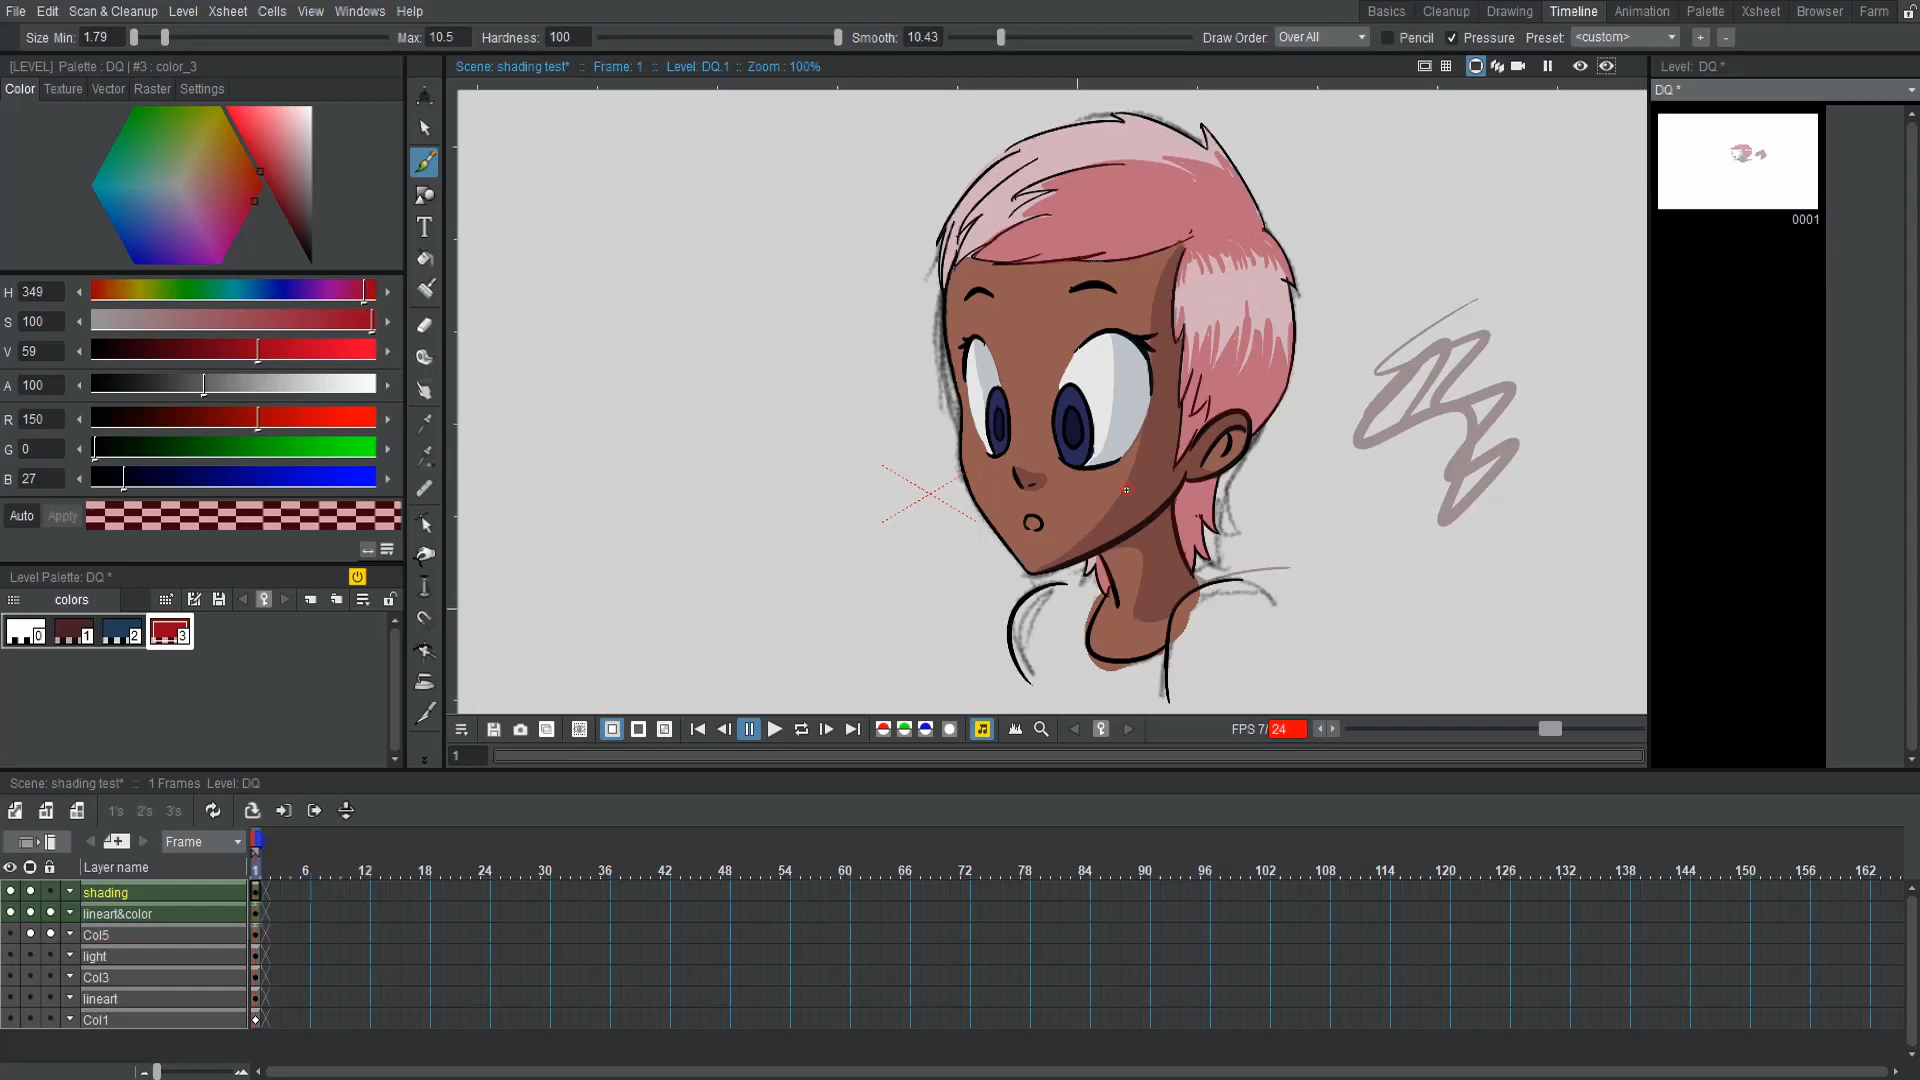 File Edit Scan & Cleanup Level Xsheet Cells View Panels Windows Help Basics Cleanup Drawing Timeline Animation Palette Xsheet Browser Farm
Size Min: 1.79 Max: 10.5 Hardness: 100 Smooth: 10.43 Draw Order: Over All Pencil Pressure Preset: <custom> + -
[LEVEL] Palette : DQ | #3 : color_3
Scene: shading test* :: Frame: 1 :: Level: DQ.1 :: Zoom : 100%
Level: DQ *
Color Texture Vector Raster Settings
DQ *
0001
H 349
S 100
V 59
A 100
R 150
G 0
B 27
Auto Apply
Level Palette: DQ *
colors
0 1 2 3
FPS 7/24
1
Scene: shading test* :: 1 Frames Level: DQ
1's 2's 3's
Frame
Layer name 1 6 12 18 24 30 36 42 48 54 60 66 72 78 84 90 96 102 108 114 120 126 132 138 144 150 156 162
shading
lineart&color
Col5
light
Col3
lineart
Col1